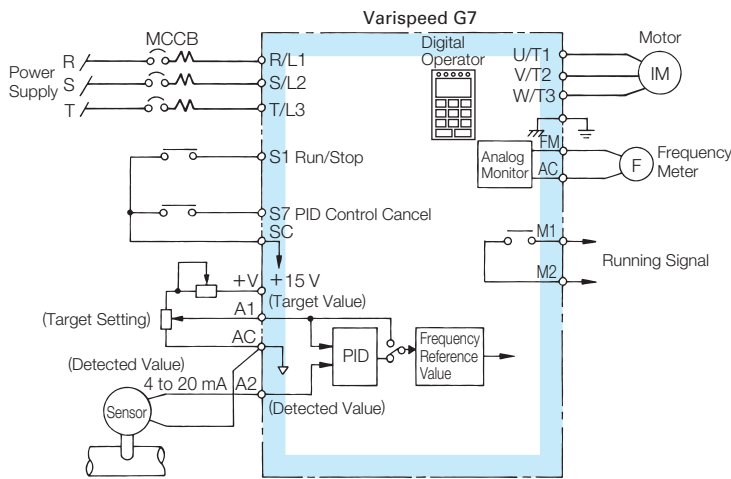 Varispeed G7
MCCB
Power
Supply
R
S
T
R/L1
S/L2
T/L3
Digital
Operator
U/T1
V/T2
W/T3
Motor
IM
S1 Run/Stop
Analog
Monitor
FM
AC
F
Frequency
Meter
S7 PID Control Cancel
SC
M1
M2
Running Signal
+V
+15 V
(Target Value)
(Target Setting)
A1
AC
PID
Frequency
Reference
Value
(Detected Value)
4 to 20 mA
A2
(Detected Value)
Sensor